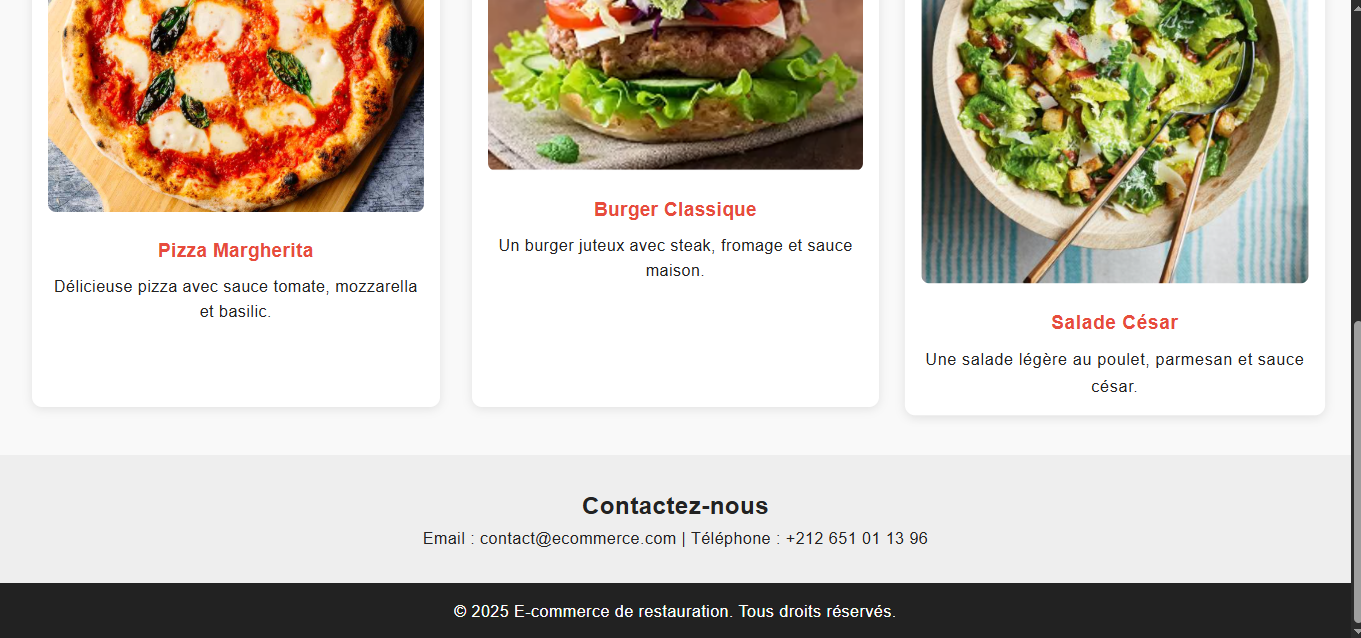 Pizza Margherita
Délicieuse pizza avec sauce tomate, mozzarella
et basilic.
Burger Classique
Un burger juteux avec steak, fromage et sauce
maison.
Salade César
Une salade légère au poulet, parmesan et sauce
césar.
Contactez-nous
Email : contact@ecommerce.com | Téléphone : +212 651 01 13 96
© 2025 E-commerce de restauration. Tous droits réservés.